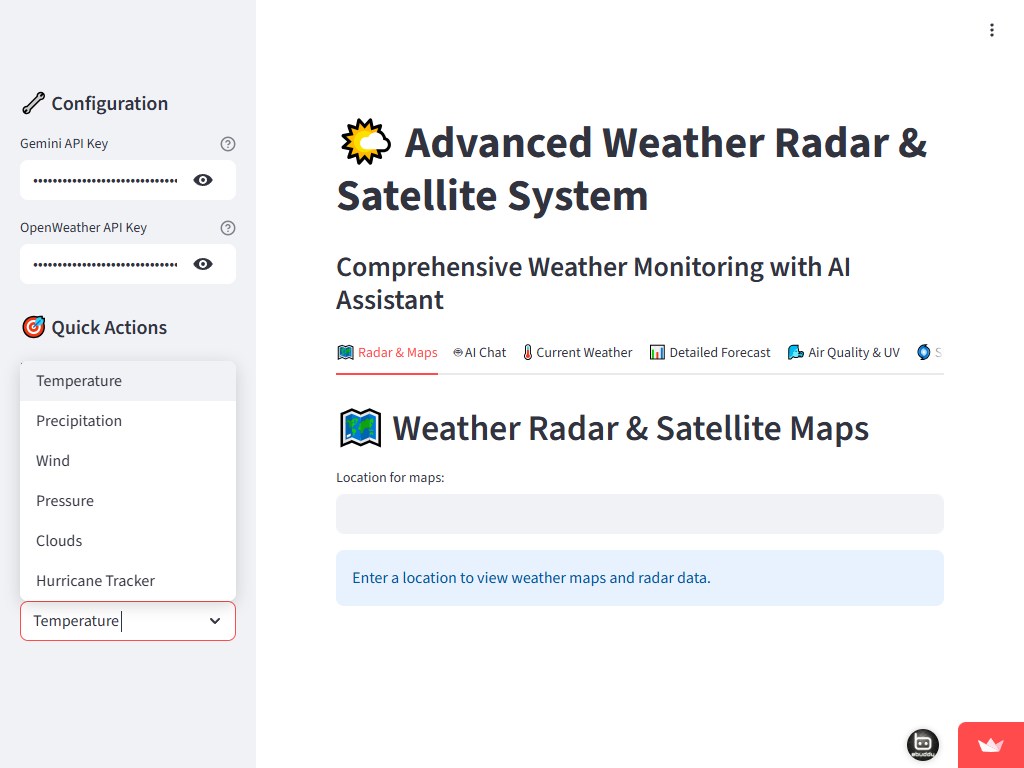 Configuration
Gemini API Key
••••••••••••••••••••••••••••••
OpenWeather API Key
••••••••••••••••••••••••••••••
Quick Actions
Temperature
Precipitation
Wind
Pressure
Clouds
Hurricane Tracker
Temperature
Advanced Weather Radar &
Satellite System
Comprehensive Weather Monitoring with AI
Assistant
Radar & Maps
AI Chat
Current Weather
Detailed Forecast
Air Quality & UV
S
Weather Radar & Satellite Maps
Location for maps:
Enter a location to view weather maps and radar data.